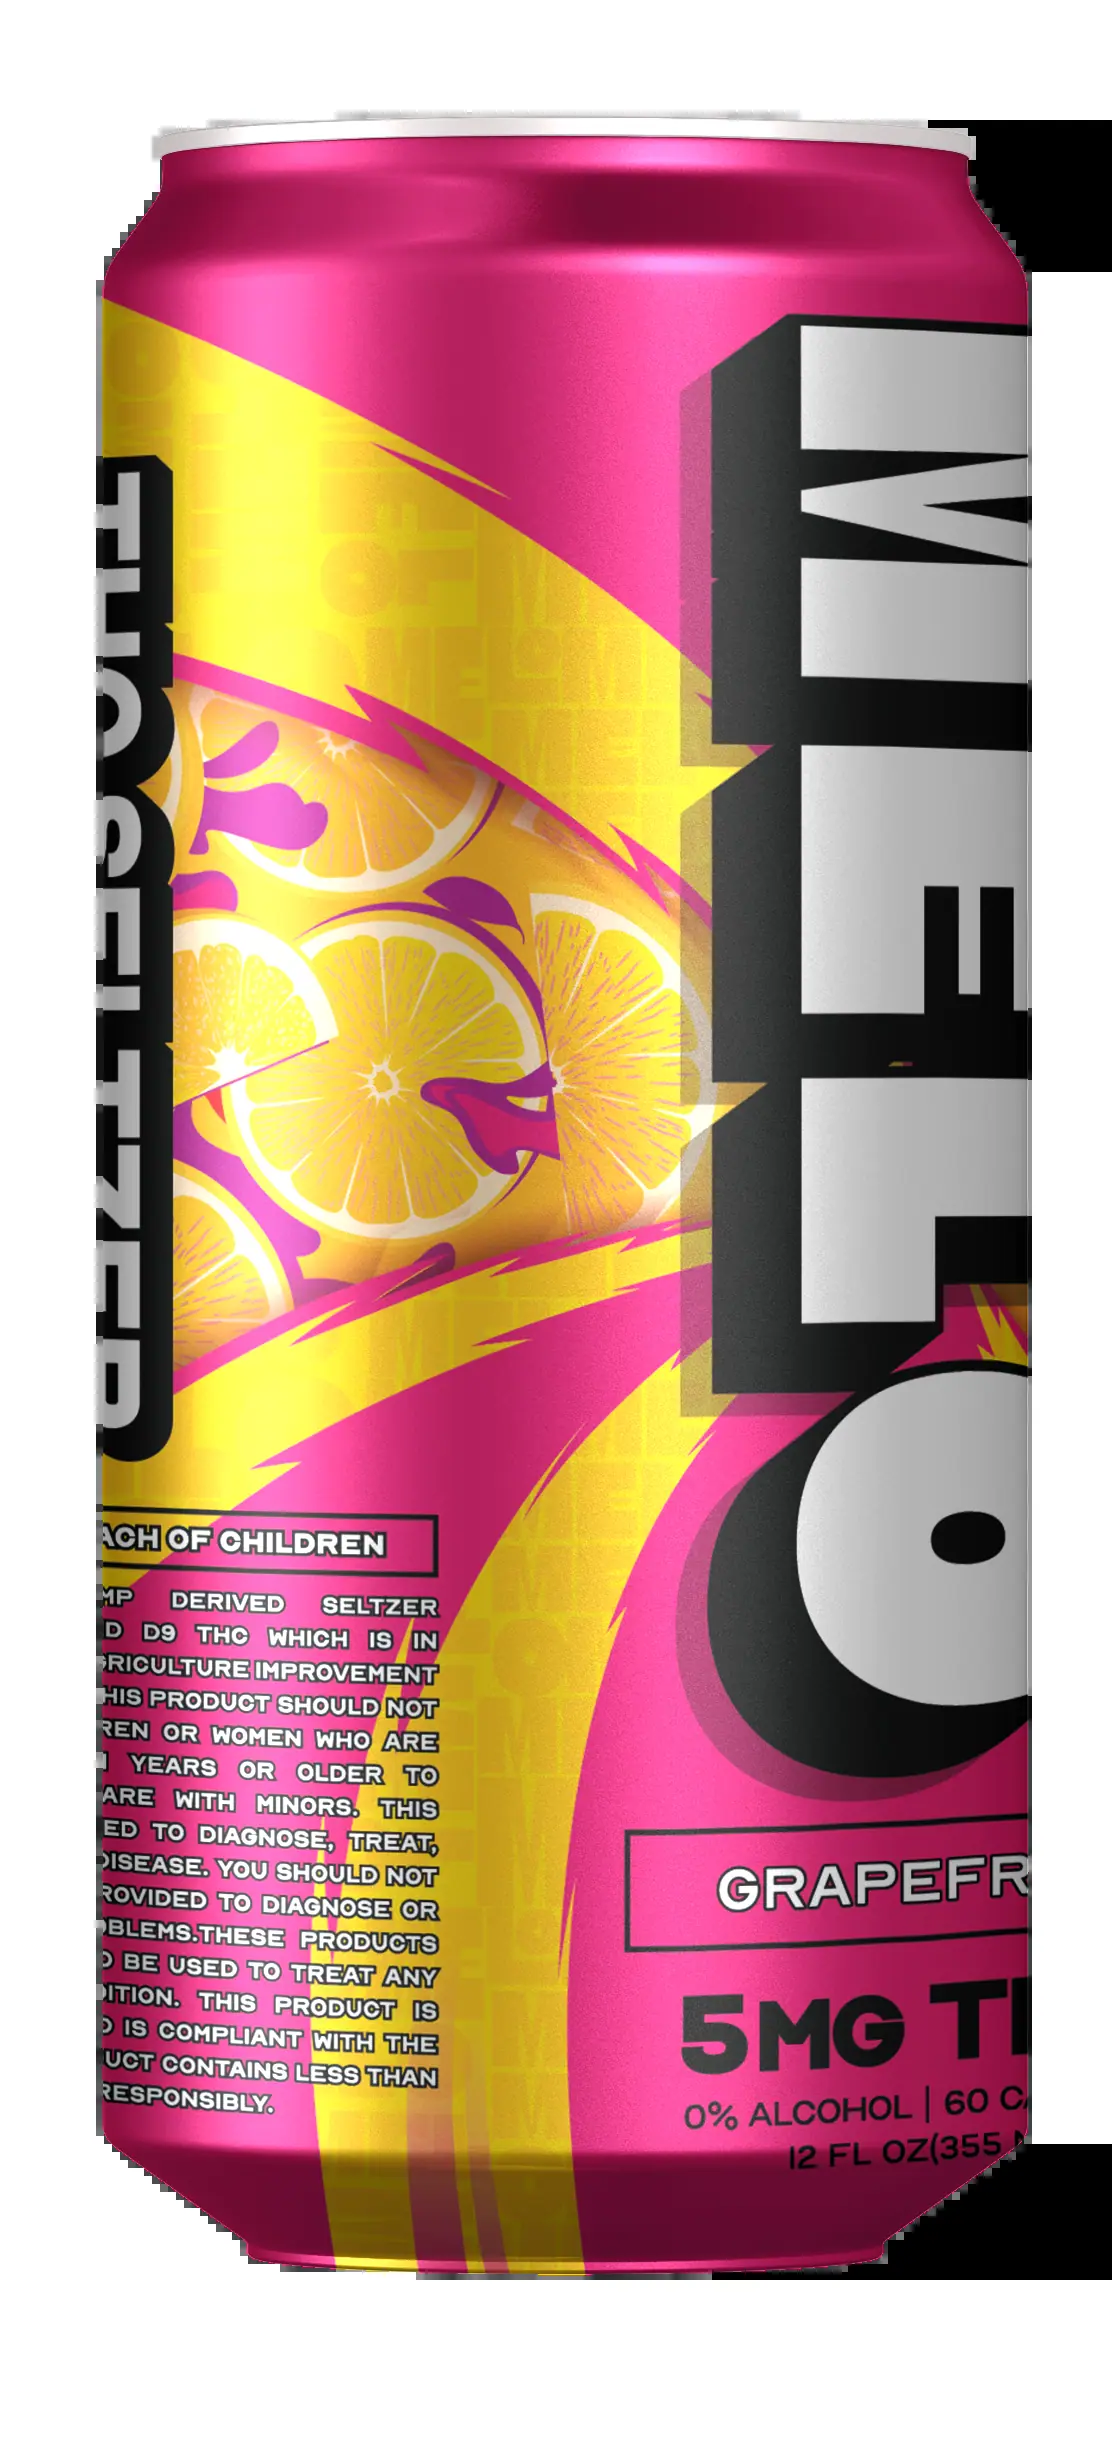 THC SELTZER
ACH OF CHILDREN
MP DERIVED SELTZER
D D9 THC WHICH IS IN
GRICULTURE IMPROVEMENT
HIS PRODUCT SHOULD NOT
REN OR WOMEN WHO ARE
YEARS OR OLDER TO
ARE WITH MINORS. THIS
ED TO DIAGNOSE, TREAT,
DISEASE. YOU SHOULD NOT
ROVIDED TO DIAGNOSE OR
OBLEMS.THESE PRODUCTS
D BE USED TO TREAT ANY
DITION. THIS PRODUCT IS
D IS COMPLIANT WITH THE
UCT CONTAINS LESS THAN
RESPONSIBLY.
MELO
GRAPEFR
5MG TH
0% ALCOHOL | 60 CA
12 FL OZ(355 M